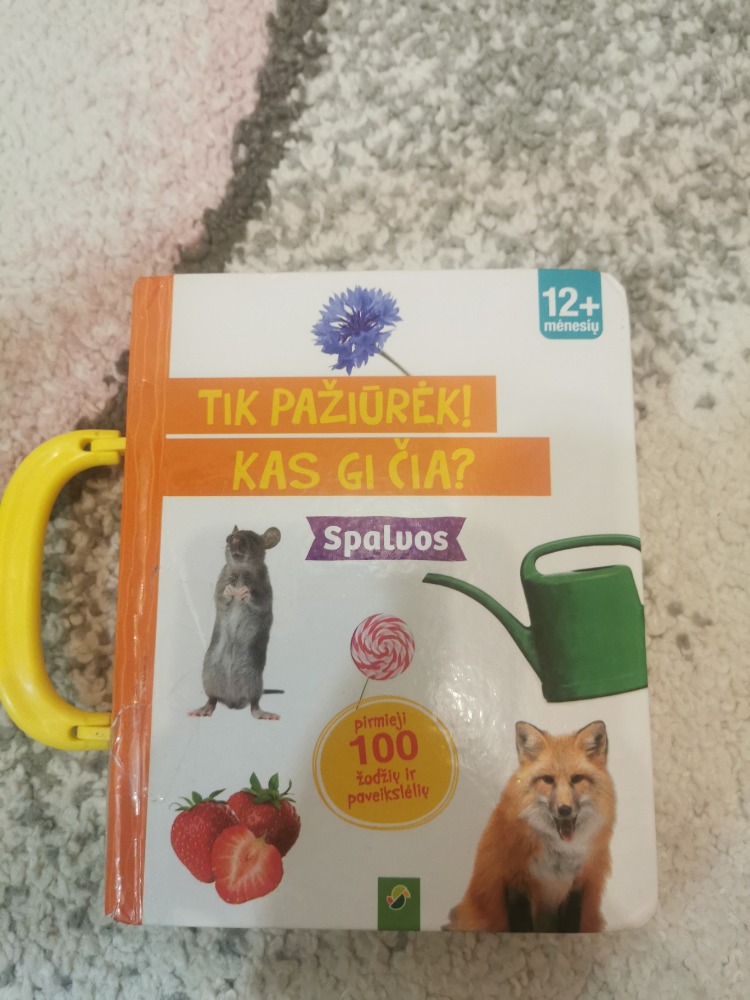 12+
mėnesių
TIK PAŽIŪRĖK!
KAS GI ČIA?
Spalvos
pirmieji
100
žodžių ir
paveikslėlių